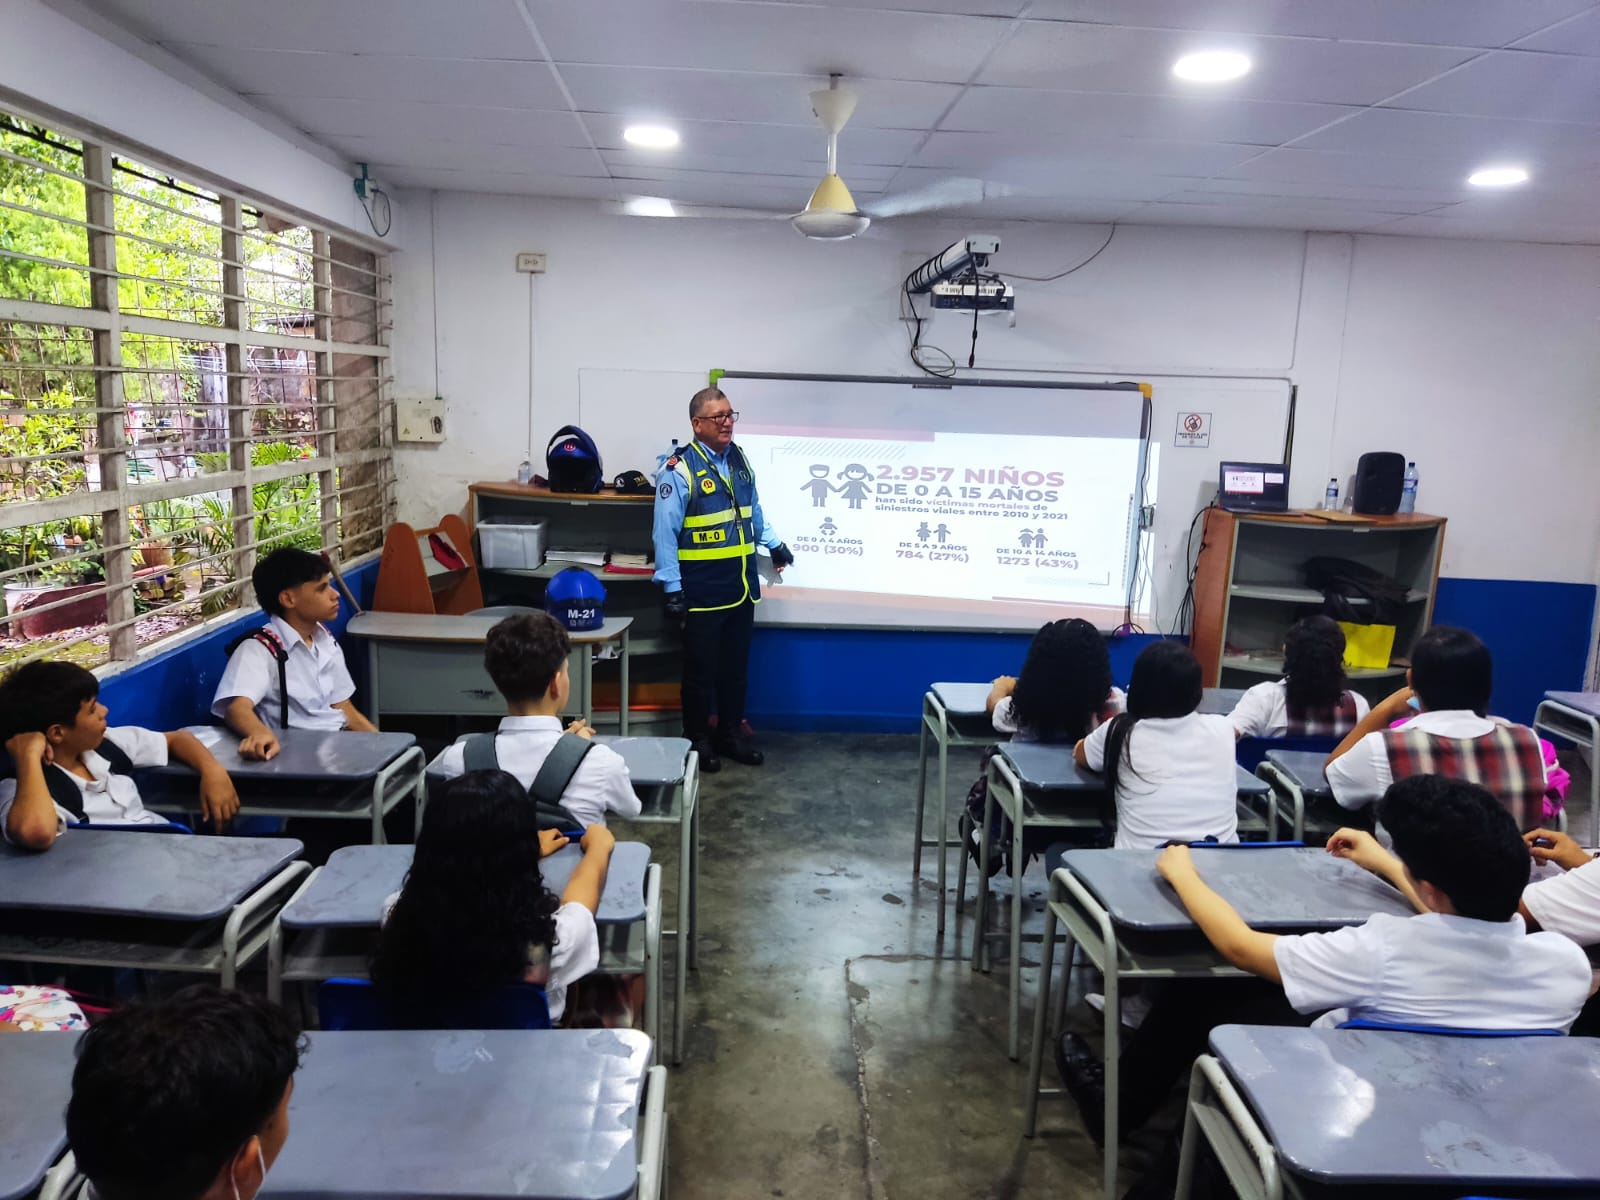 2.957 NIÑOS
DE 0 A 15 AÑOS
han sido víctimas mortales de
siniestros viales entre 2010 y 2021
DE 0 A 4 AÑOS
900 (30%)
DE 5 A 9 AÑOS
784 (27%)
DE 10 A 14 AÑOS
1273 (43%)
M-0
M-21